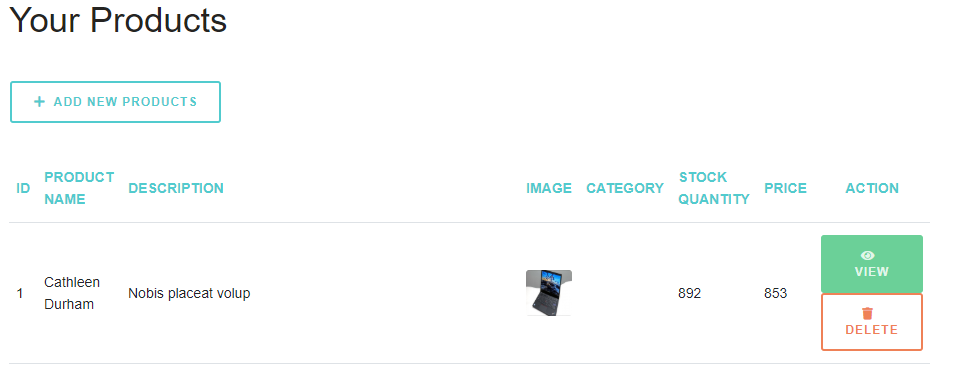 Your Products
ADD NEW PRODUCTS
ID PRODUCT NAME DESCRIPTION IMAGE CATEGORY STOCK QUANTITY PRICE ACTION
1 Cathleen Durham Nobis placeat volup 892 853
VIEW
DELETE